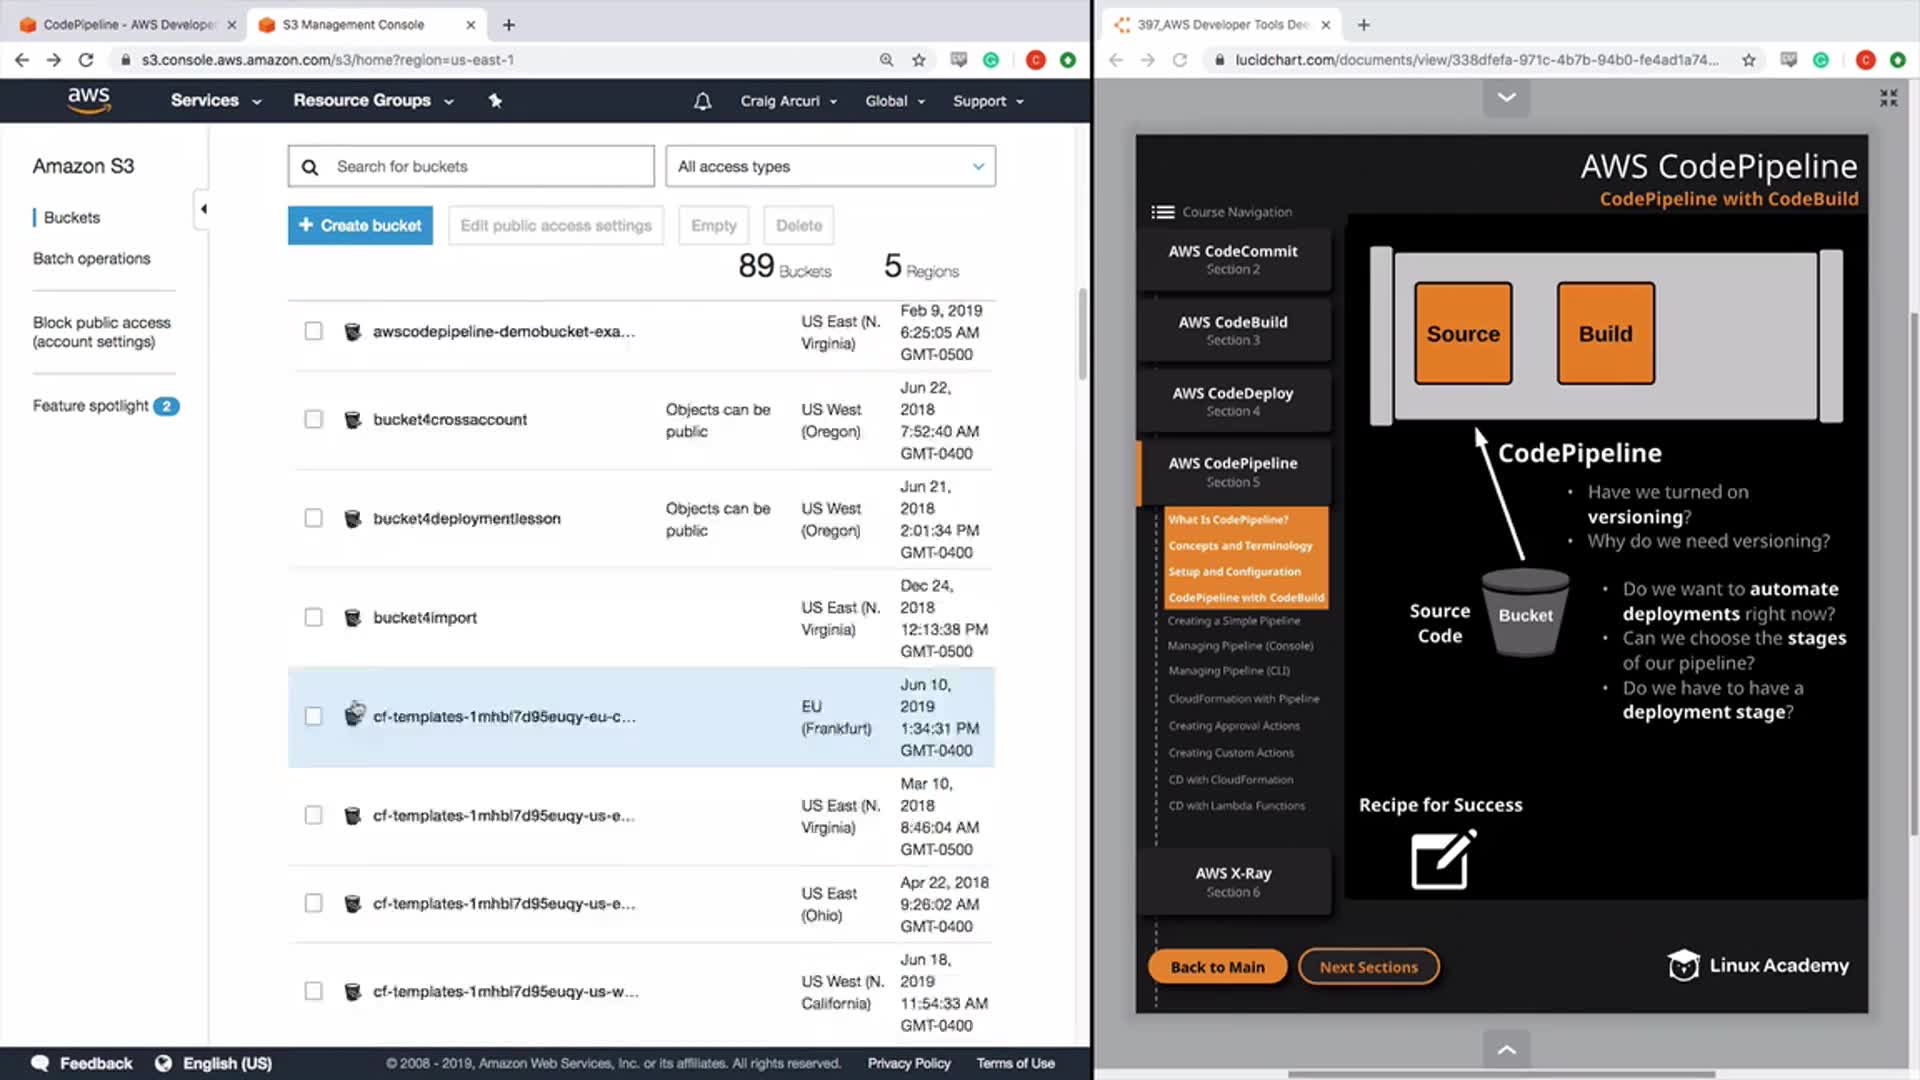 CodePipeline - AWS Developer
S3 Management Console
s3.console.aws.amazon.com/s3/home?region=us-east-1
aws
Services
Resource Groups
Craig Arcuri
Global
Support
Amazon S3
Buckets
Batch operations
Block public access
(account settings)
Feature spotlight 2
Search for buckets
All access types
+ Create bucket
Edit public access settings
Empty
Delete
89 Buckets
5 Regions
awscodepipeline-demobucket-exa...
US East (N.
Virginia)
Feb 9, 2019
6:25:05 AM
GMT-0500
bucket4crossaccount
Objects can be
public
US West
(Oregon)
Jun 22,
2018
7:52:40 AM
GMT-0400
bucket4deploymentlesson
Objects can be
public
US West
(Oregon)
Jun 21,
2018
2:01:34 PM
GMT-0400
bucket4import
US East (N.
Virginia)
Dec 24,
2018
12:13:38 PM
GMT-0500
cf-templates-1mhbl7d95euqy-eu-c...
EU
(Frankfurt)
Jun 10,
2019
1:34:31 PM
GMT-0400
cf-templates-1mhbl7d95euqy-us-e...
US East (N.
Virginia)
Mar 10,
2018
8:46:04 AM
GMT-0500
cf-templates-1mhbl7d95euqy-us-e...
US East
(Ohio)
Apr 22, 2018
9:26:02 AM
GMT-0400
cf-templates-1mhbl7d95euqy-us-w...
US West (N.
California)
Jun 18,
2019
11:54:33 AM
GMT-0400
Feedback
English (US)
© 2008 - 2019, Amazon Web Services, Inc. or its affiliates. All rights reserved.
Privacy Policy
Terms of Use
397_AWS Developer Tools Dee
lucidchart.com/documents/view/338dfefa-971c-4b7b-94b0-fe4ad1a74...
AWS CodePipeline
CodePipeline with CodeBuild
Course Navigation
AWS CodeCommit
Section 2
AWS CodeBuild
Section 3
AWS CodeDeploy
Section 4
AWS CodePipeline
Section 5
What Is CodePipeline?
Concepts and Terminology
Setup and Configuration
CodePipeline with CodeBuild
Creating a Simple Pipeline
Managing Pipeline (Console)
Managing Pipeline (CLI)
CloudFormation with Pipeline
Creating Approval Actions
Creating Custom Actions
CD with CloudFormation
CD with Lambda Functions
AWS X-Ray
Section 6
Source
Build
CodePipeline
• Have we turned on
versioning?
• Why do we need versioning?
Source
Code
Bucket
• Do we want to automate
deployments right now?
• Can we choose the stages
of our pipeline?
• Do we have to have a
deployment stage?
Recipe for Success
Back to Main
Next Sections
Linux Academy